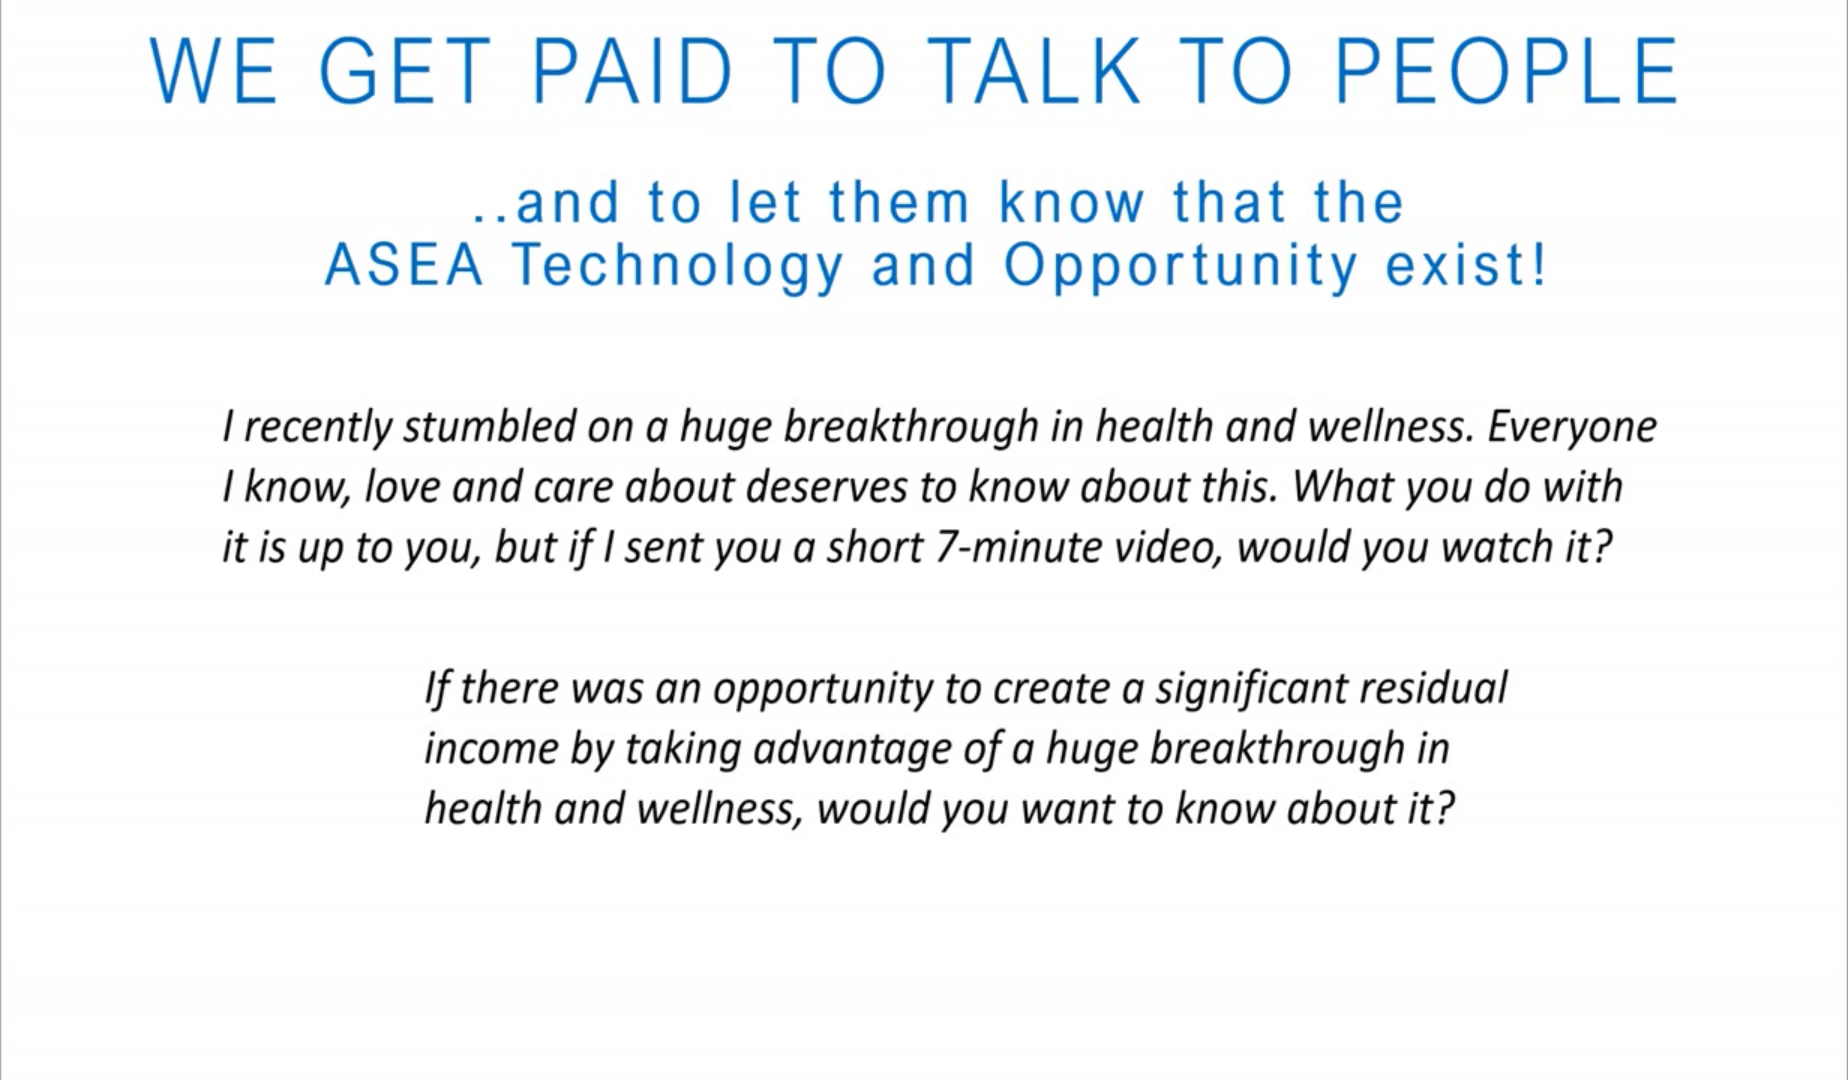 WE GET PAID TO TALK TO PEOPLE
..and to let them know that the
ASEA Technology and Opportunity exist!
I recently stumbled on a huge breakthrough in health and wellness. Everyone
I know, love and care about deserves to know about this. What you do with
it is up to you, but if I sent you a short 7-minute video, would you watch it?
If there was an opportunity to create a significant residual
income by taking advantage of a huge breakthrough in
health and wellness, would you want to know about it?